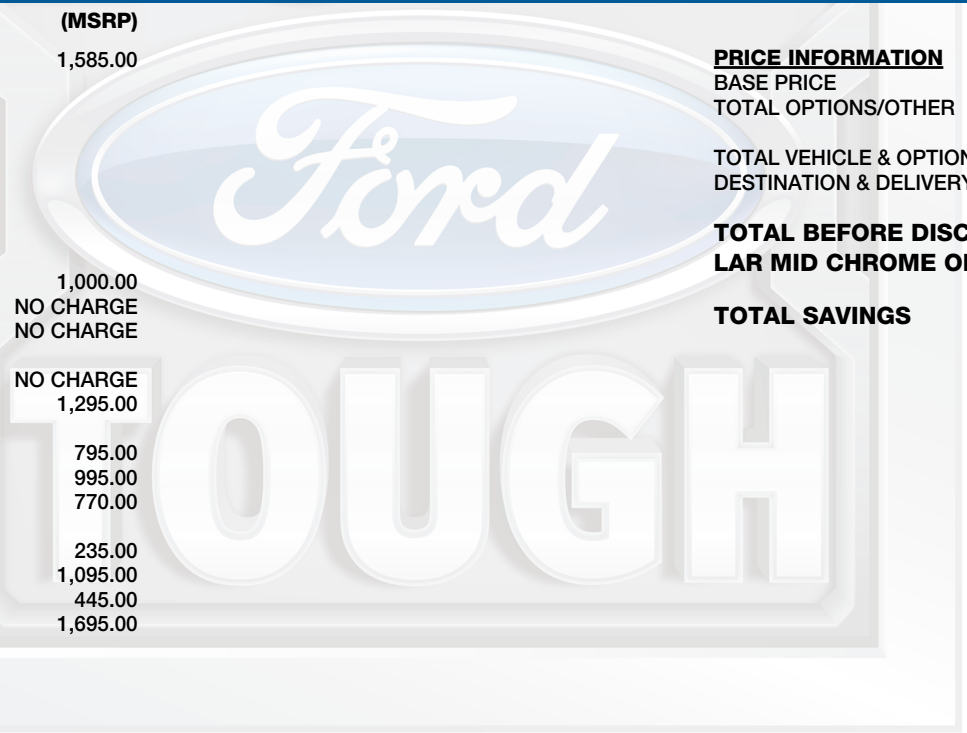 (MSRP)
1,585.00
1,000.00
NO CHARGE
NO CHARGE
NO CHARGE
1,295.00
795.00
995.00
770.00
235.00
1,095.00
445.00
1,695.00
Ford
TOUGH
PRICE INFORMATION
BASE PRICE
TOTAL OPTIONS/OTHER
TOTAL VEHICLE & OPTION
DESTINATION & DELIVERY
TOTAL BEFORE DISC
LAR MID CHROME O
TOTAL SAVINGS